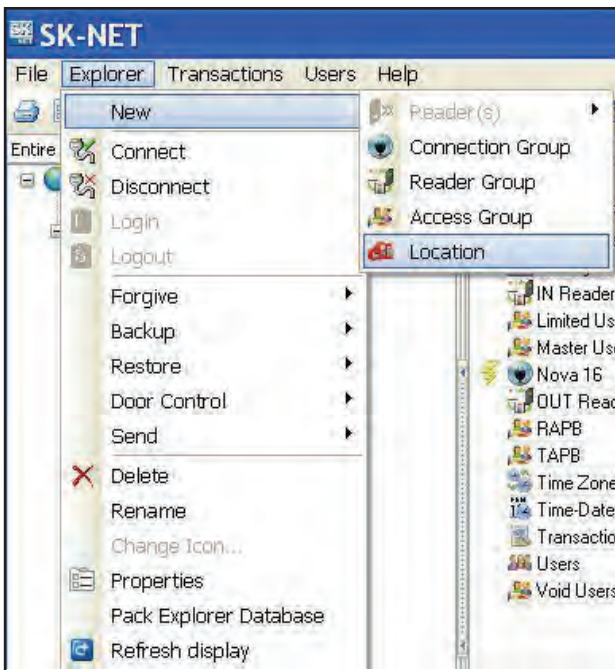 SK-NET
File Explorer Transactions Users Help
New
Connect
Disconnect
Login
Logout
Forgive
Backup
Restore
Door Control
Send
Delete
Rename
Change Icon...
Properties
Pack Explorer Database
Refresh display
Reader(s)
Connection Group
Reader Group
Access Group
Location
Entire
IN Reader
Limited Us
Master Use
Nova 16
OUT Read
RAPB
TAPB
Time Zone
Time-Date
Transactio
Users
Void Users